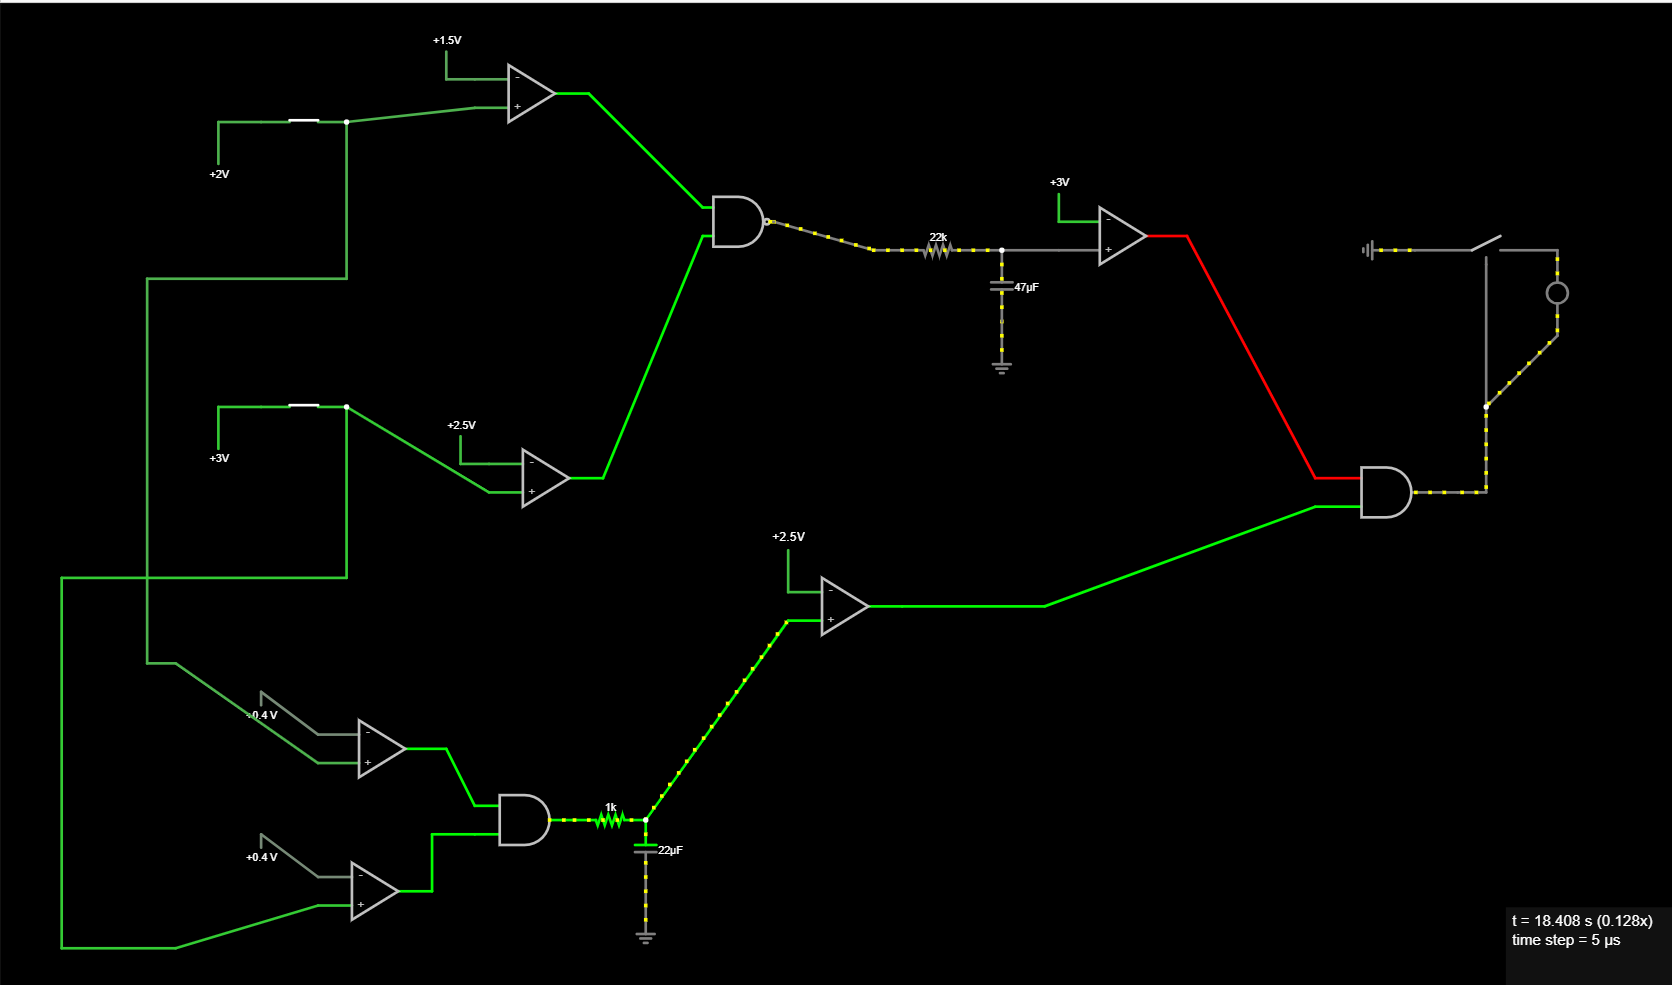 +1.5V
-
+
+2V
+3V
-
+
22k
47µF
+2.5V
-
+
+3V
+2.5V
-
+
+0.4 V
-
+
1k
22µF
+0.4 V
-
+
t = 18.408 s (0.128x)
time step = 5 µs